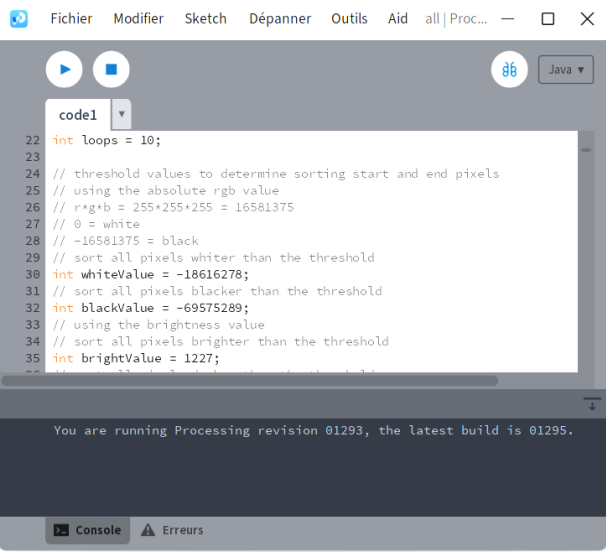 Fichier Modifier Sketch Dépanner Outils Aid all | Proc...
Java ▾
code1 ▾
22 int loops = 10;
23
24 // threshold values to determine sorting start and end pixels
25 // using the absolute rgb value
26 // r*g*b = 255*255*255 = 16581375
27 // 0 = white
28 // -16581375 = black
29 // sort all pixels whiter than the threshold
30 int whiteValue = -18616278;
31 // sort all pixels blacker than the threshold
32 int blackValue = -69575289;
33 // using the brightness value
34 // sort all pixels brighter than the threshold
35 int brightValue = 1227;
You are running Processing revision 01293, the latest build is 01295.
Console Erreurs